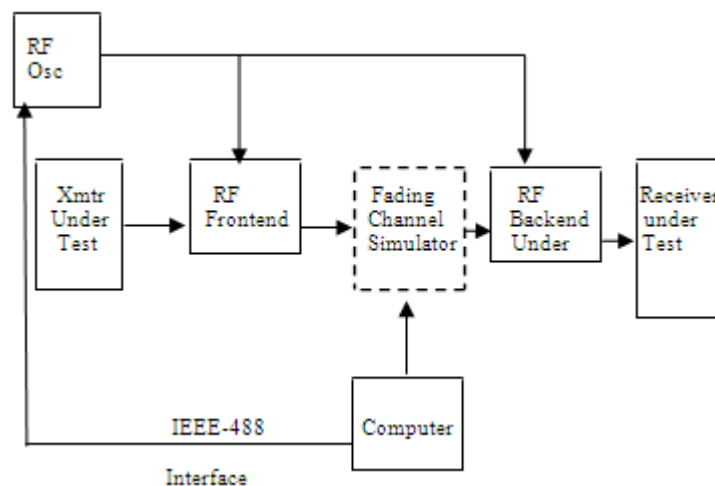 RF
Osc
Xmtr
Under
Test
RF
Frontend
Fading
Channel
Simulator
RF
Backend
Under
Receiver
under
Test
IEEE-488
Computer
Interface